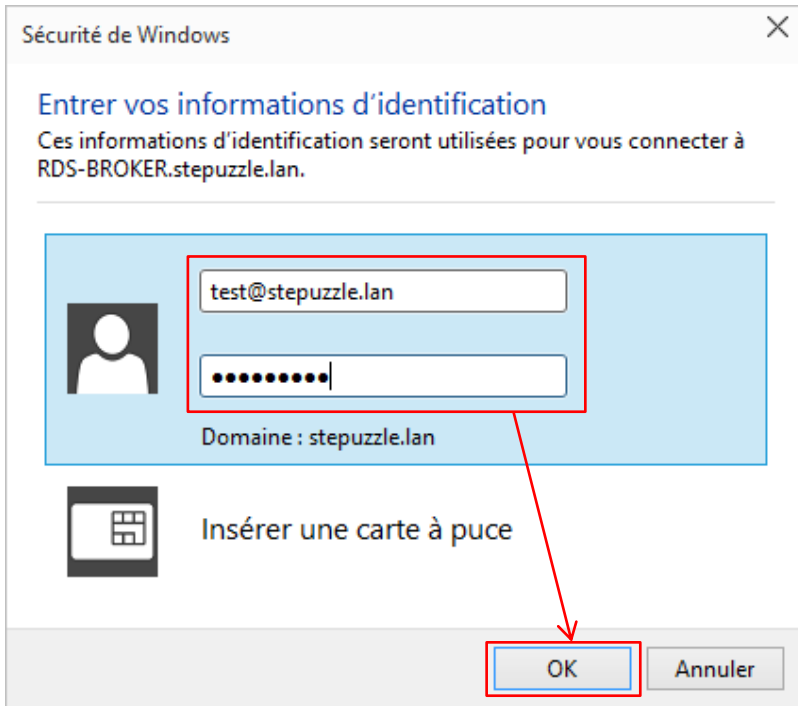 Sécurité de Windows
Entrer vos informations d’identification
Ces informations d'identification seront utilisées pour vous connecter à
RDS-BROKER.stepuzzle.lan.
test@stepuzzle.lan
●●●●●●●●●
Domaine : stepuzzle.lan
Insérer une carte à puce
OK
Annuler